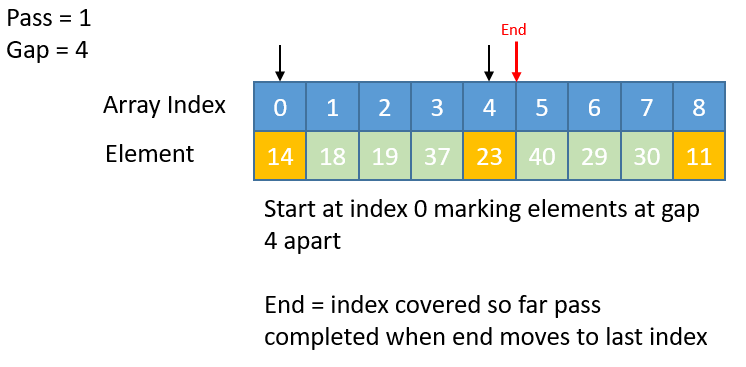 Pass = 1
Gap = 4
End
Array Index 0 1 2 3 4 5 6 7 8
Element 14 18 19 37 23 40 29 30 11
Start at index 0 marking elements at gap
4 apart
End = index covered so far pass
completed when end moves to last index